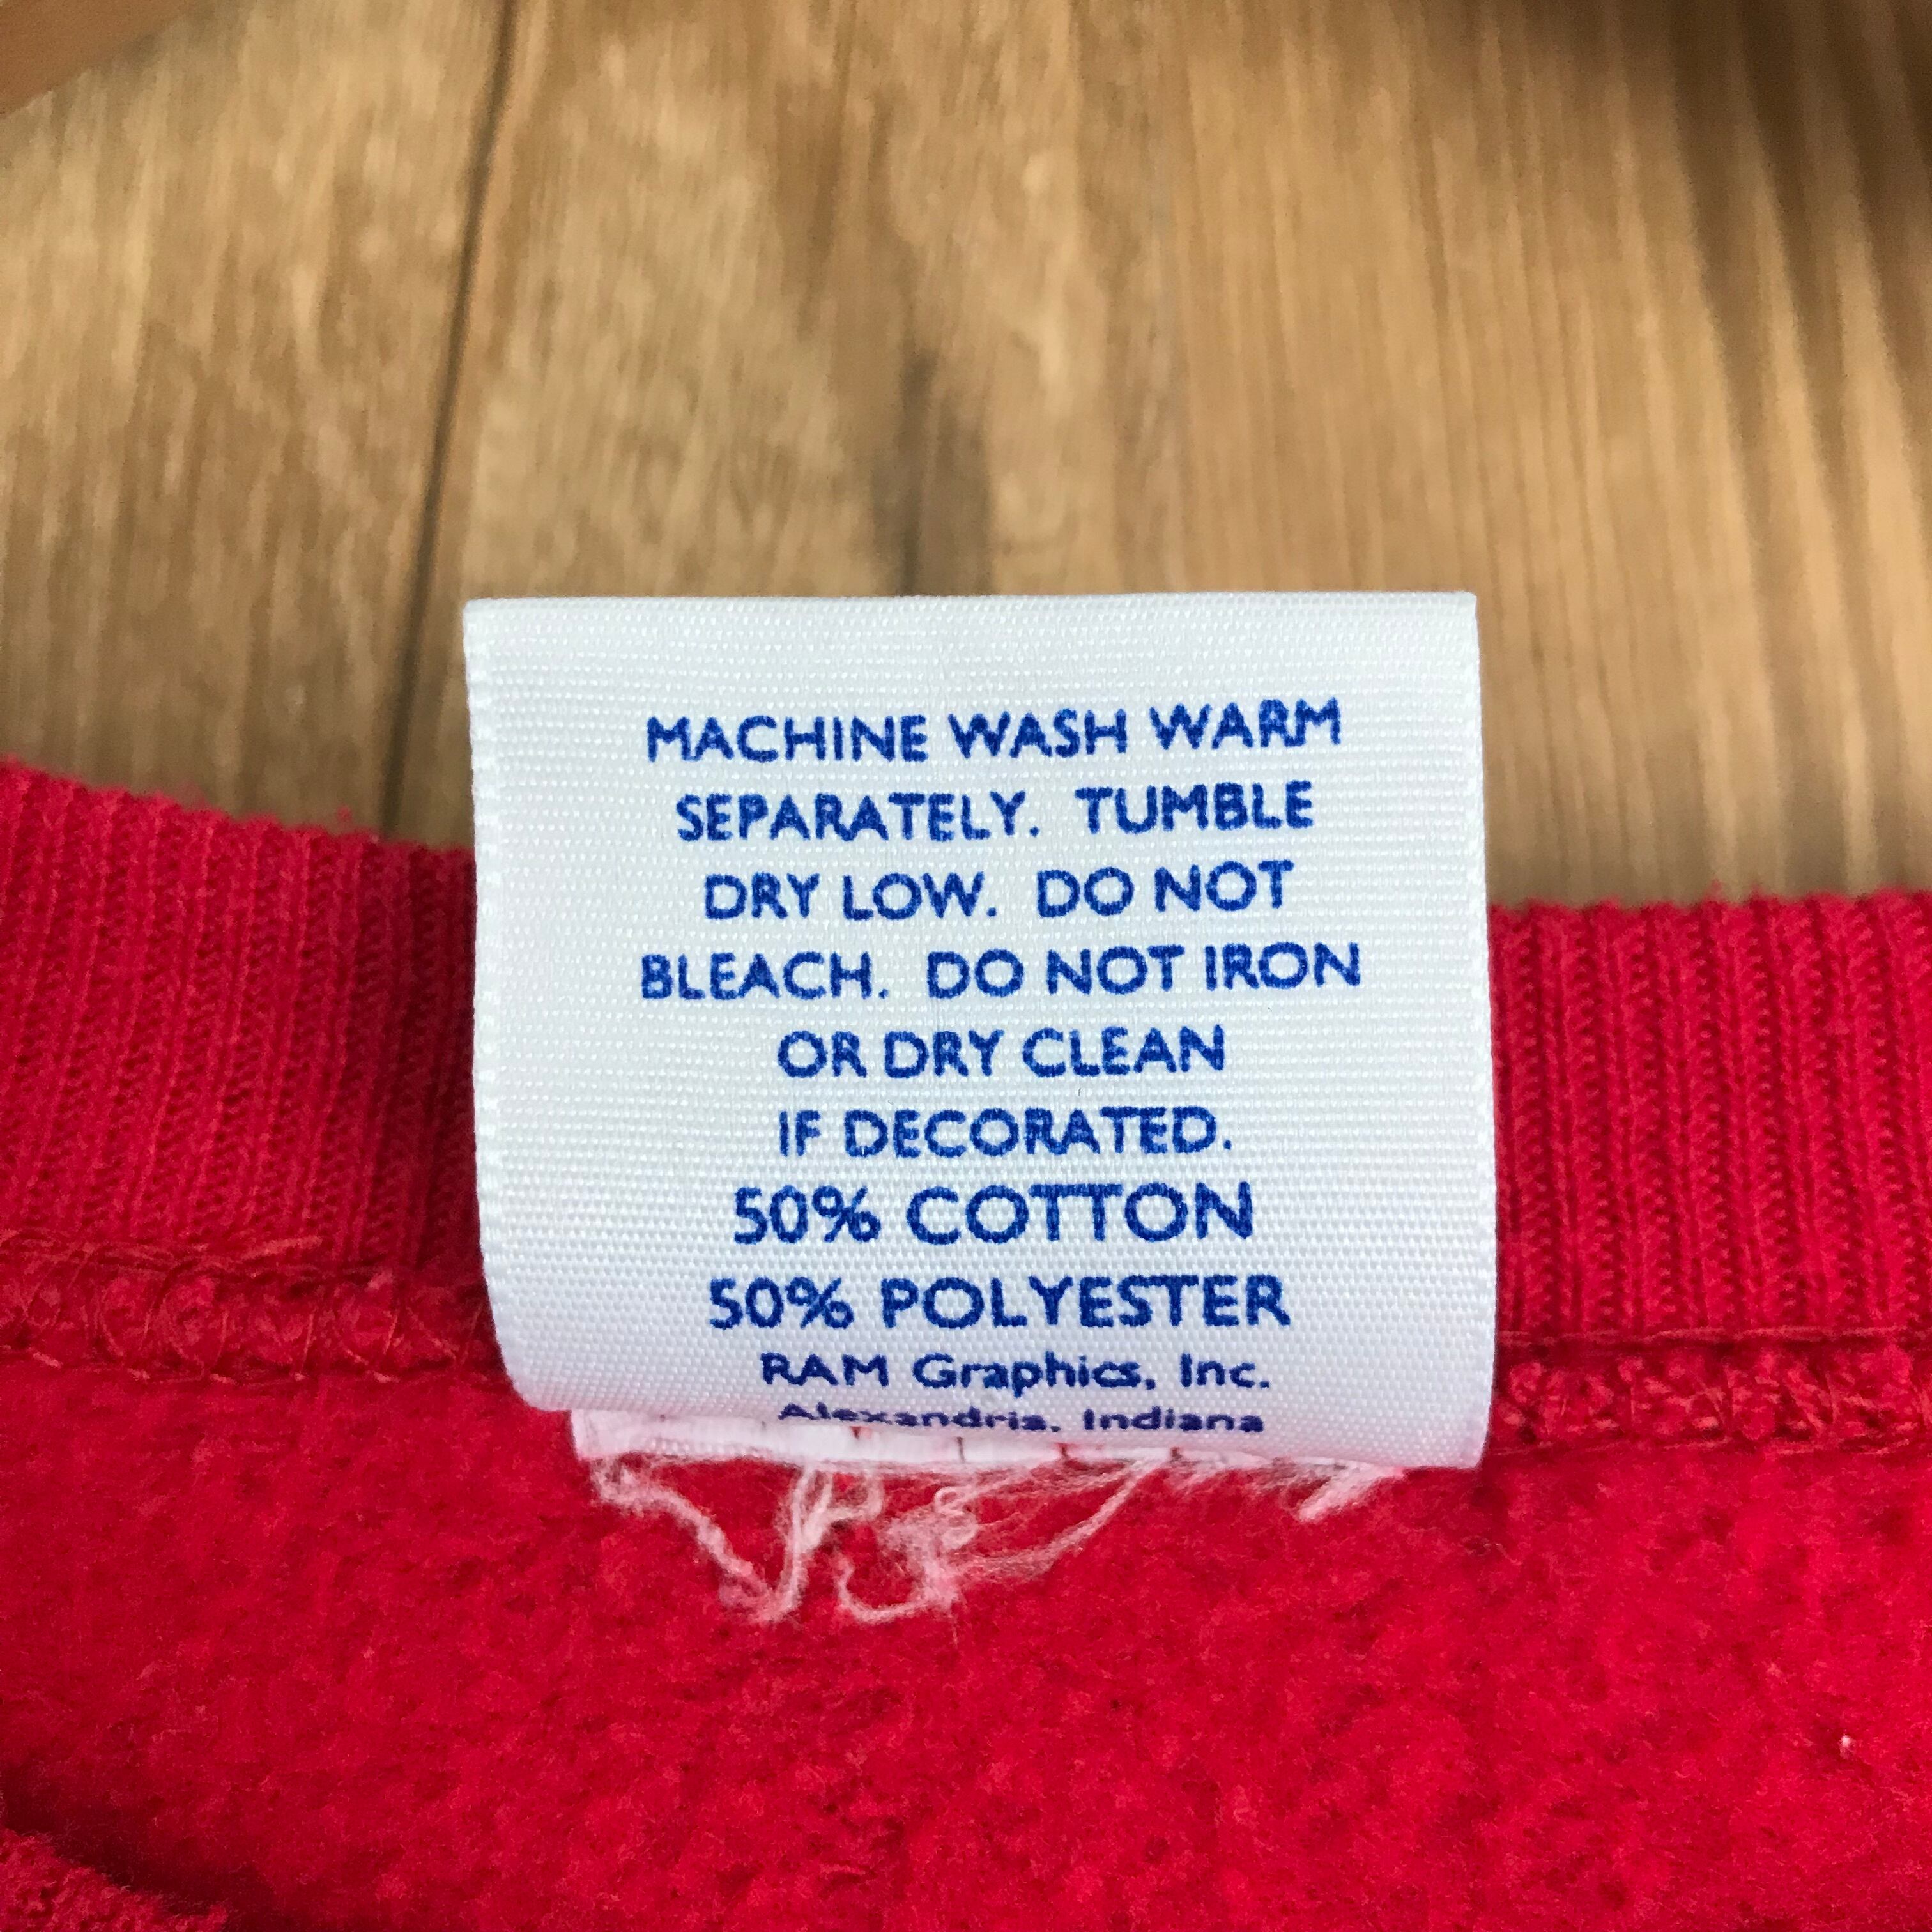 MACHINE WASH WARM
SEPARATELY. TUMBLE
DRY LOW. DO NOT
BLEACH. DO NOT IRON
OR DRY CLEAN
IF DECORATED.
50% COTTON
50% POLYESTER
RAM Graphics, Inc.
Alexandria, Indiana